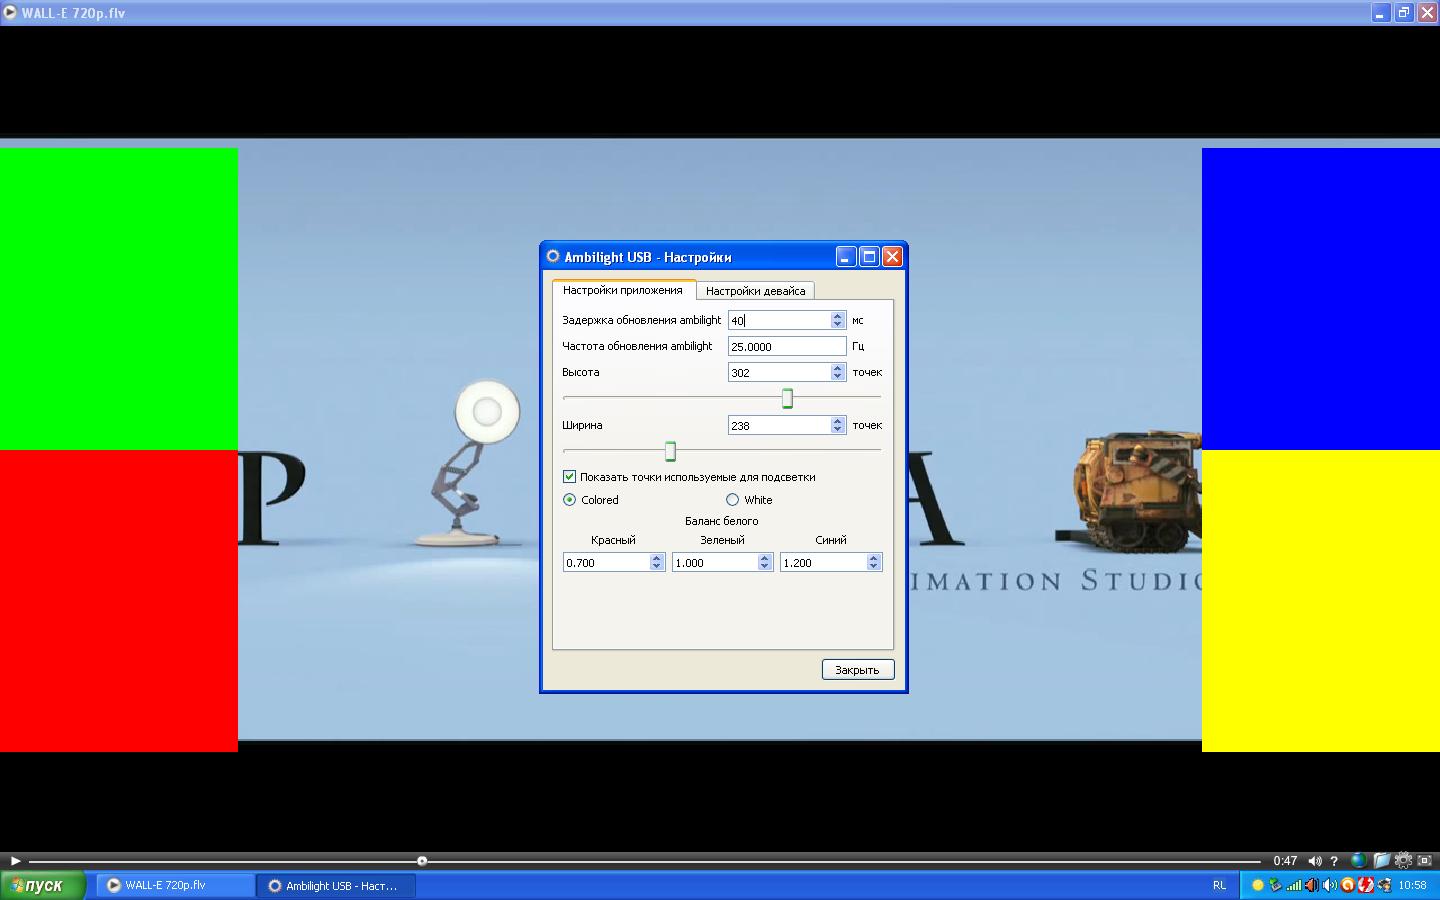 WALL-E 720p.flv
Ambilight USB - Настройки
Настройки приложения Настройки девайса
Задержка обновления ambilight 40 мс
Частота обновления ambilight 25.0000 Гц
Высота 302 точек
Ширина 238 точек
P A
Показать точки используемые для подсветки
Colored White
Баланс белого
Красный Зеленый Синий
0.700 1.000 1.200
IMATION STUDIO
Закрыть
0:47
пуск WALL-E 720p.flv Ambilight USB - Наст... RL 10:58